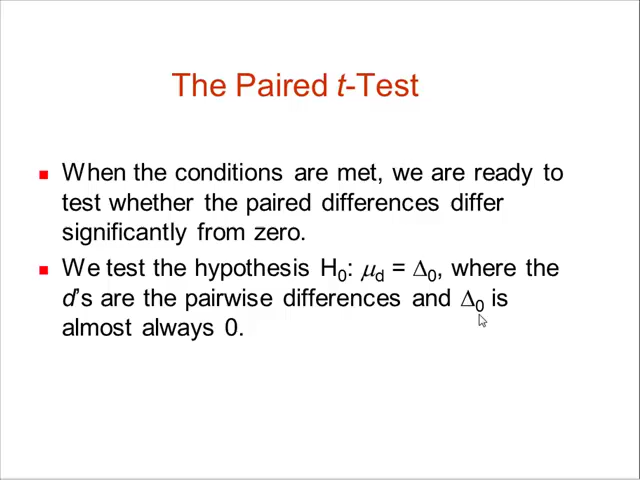 The Paired t-Test
When the conditions are met, we are ready to
test whether the paired differences differ
significantly from zero.
We test the hypothesis H₀: μd = Δ₀, where the
d’s are the pairwise differences and Δ₀ is
almost always 0.